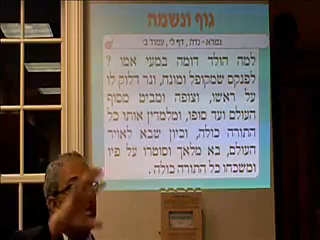 גוף ונשמה
גמרא - נדה, דף ל', עמוד ב'
למה הולד דומה במעי אמו ?
לפנקס שמקופל ומונח, ונר דלוק לו
על ראשו, וצופה ומביט מסוף
העולם ועד סופו, ומלמדין אותו כל
התורה כולה, וכיון שבא לאויר
העולם, בא מלאך וסוטרו על פיו
ומשכחו כל התורה כולה.